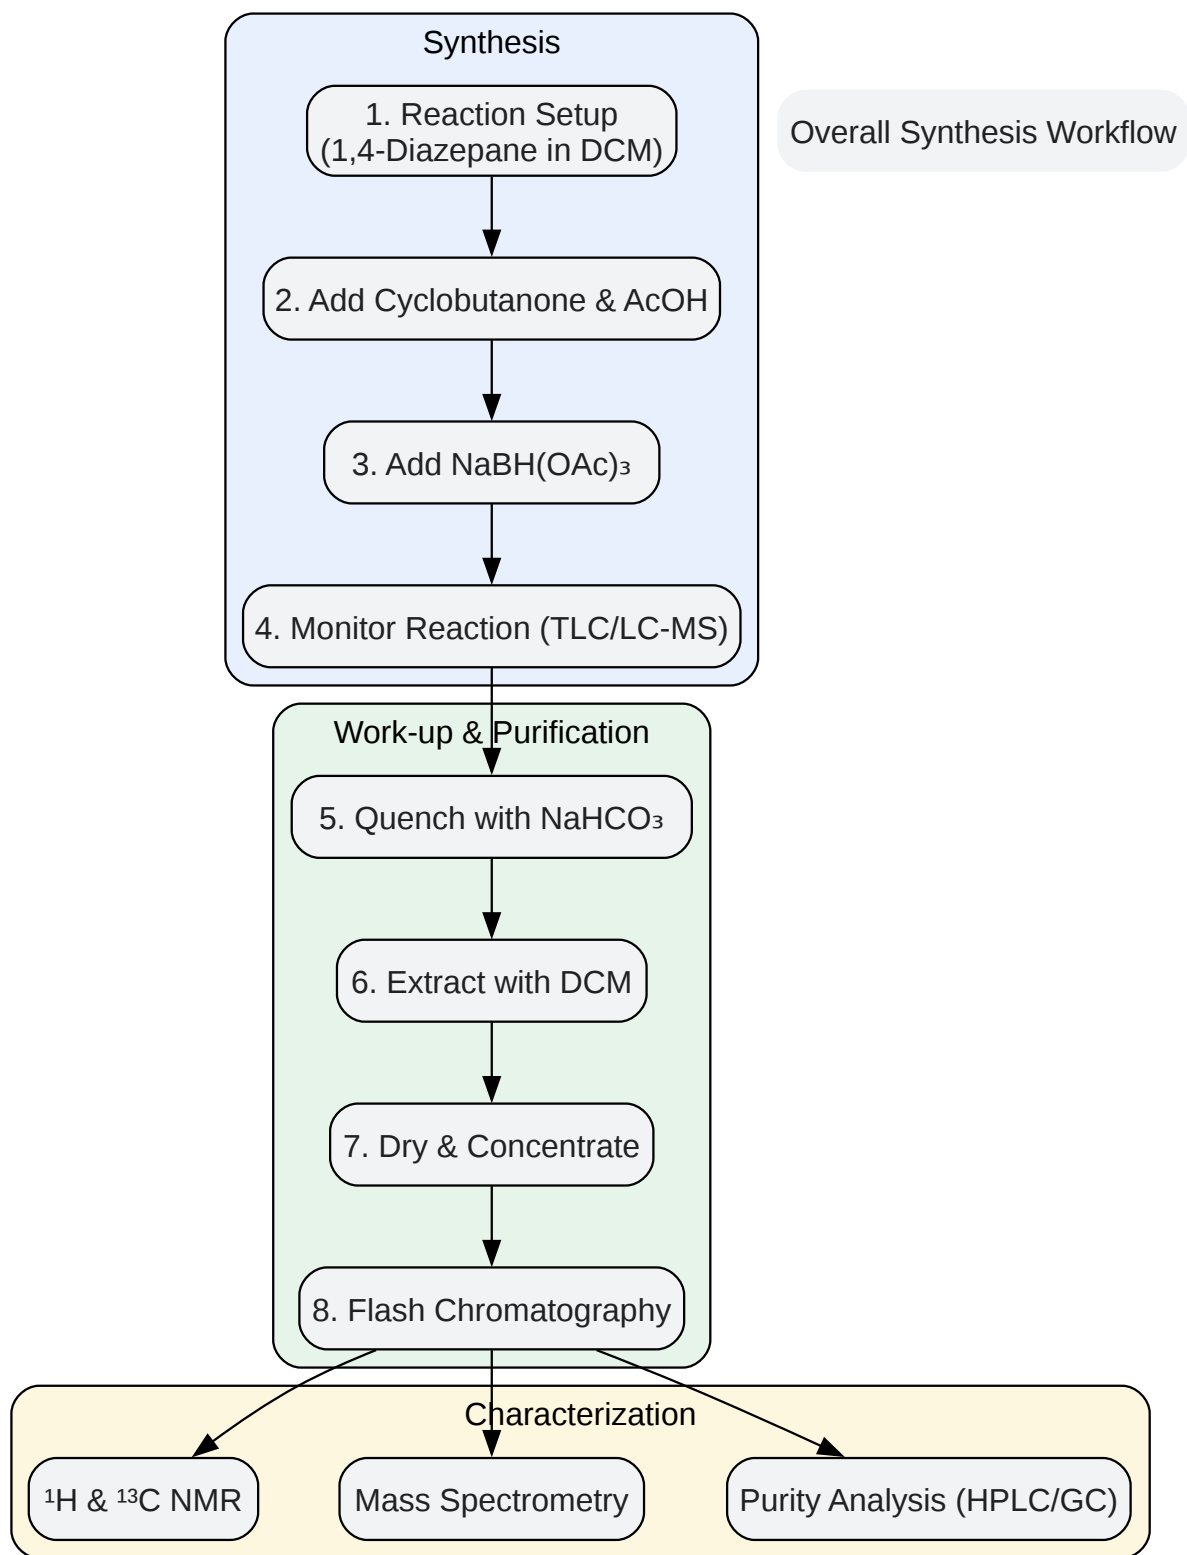 Synthesis
1. Reaction Setup
(1,4-Diazepane in DCM)
Overall Synthesis Workflow
2. Add Cyclobutanone & AcOH
3. Add NaBH(OAc)₃
4. Monitor Reaction (TLC/LC-MS)
Work-up & Purification
5. Quench with NaHCO₃
6. Extract with DCM
7. Dry & Concentrate
8. Flash Chromatography
Characterization
¹H & ¹³C NMR
Mass Spectrometry
Purity Analysis (HPLC/GC)